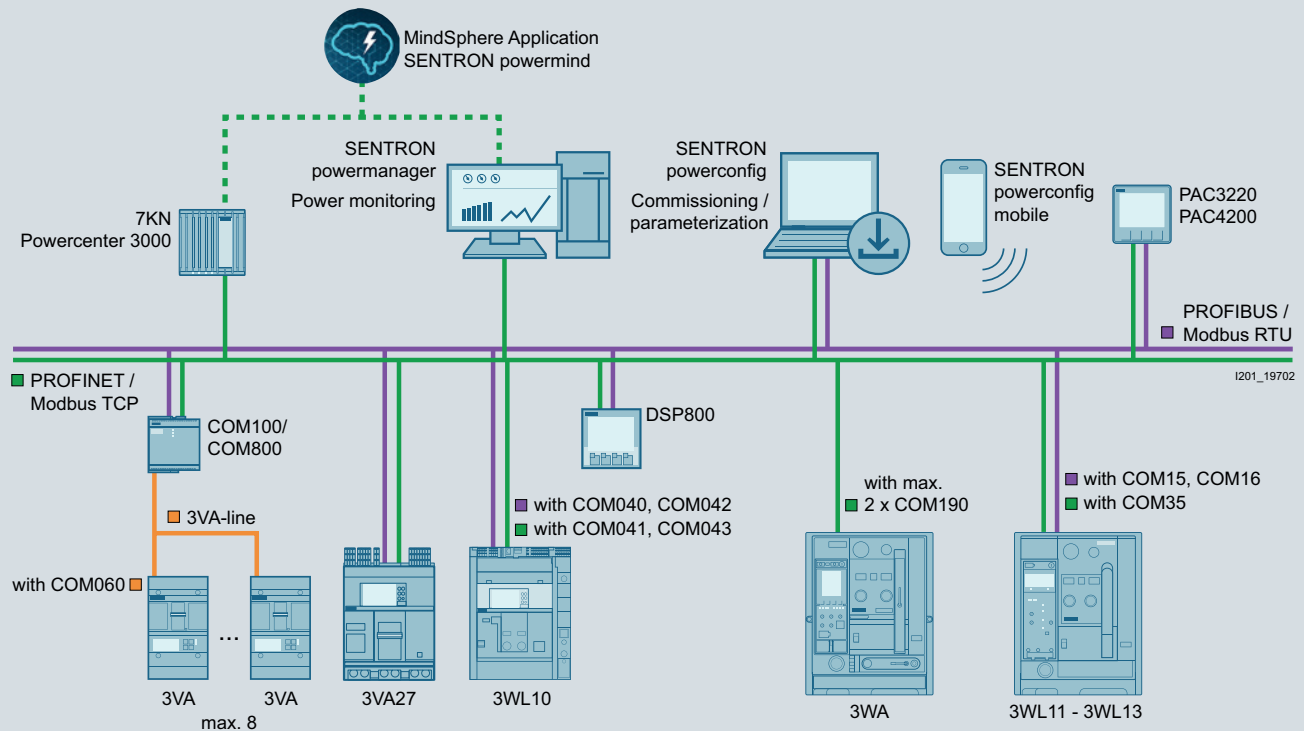 MindSphere Application
SENTRON powermind
SENTRON
powermanager
Power monitoring
SENTRON
powerconfig
Commissioning /
parameterization
SENTRON
powerconfig
mobile
PAC3220
PAC4200
7KN
Powercenter 3000
PROFIBUS /
Modbus RTU
I201_19702
PROFINET /
Modbus TCP
COM100/
COM800
DSP800
3VA-line
with COM040, COM042
with COM041, COM043
with max.
2 x COM190
with COM15, COM16
with COM35
with COM060
...
3VA
3VA
max. 8
3VA27
3WL10
3WA
3WL11 - 3WL13